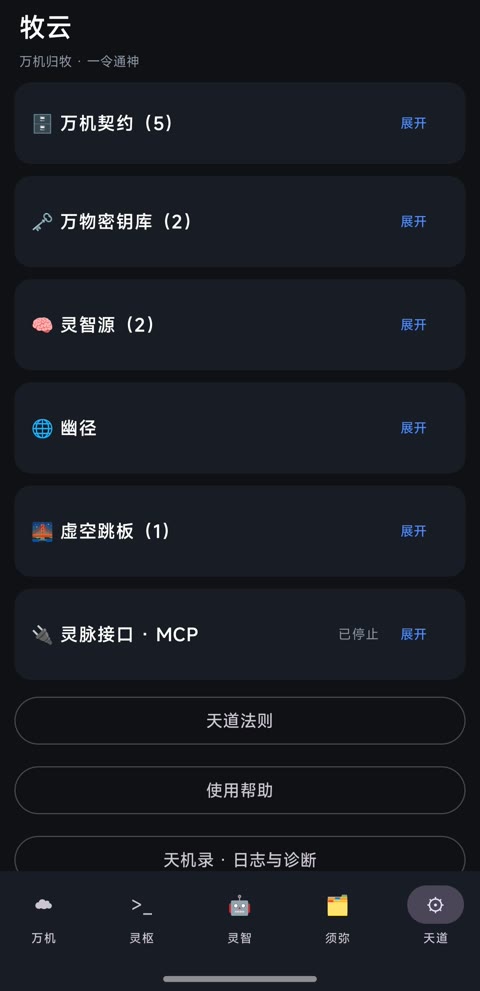 牧云
万机归牧 · 一令通神
万机契约（5） 展开
万物密钥库（2） 展开
灵智源（2） 展开
幽径 展开
虚空跳板（1） 展开
灵脉接口 · MCP 已停止 展开
天道法则
使用帮助
天机录 · 日志与诊断
>_
万机 灵枢 灵智 须弥 天道